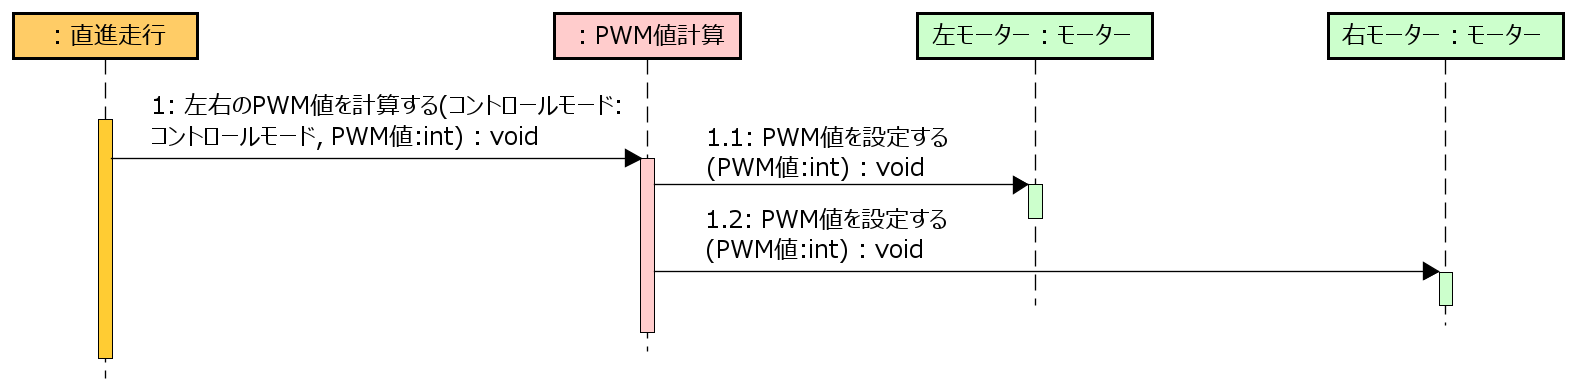 : 直進走行
: PWM値計算
左モーター : モーター
右モーター : モーター
1: 左右のPWM値を計算する(コントロールモード:
コントロールモード, PWM値:int) : void
1.1: PWM値を設定する
(PWM値:int) : void
1.2: PWM値を設定する
(PWM値:int) : void